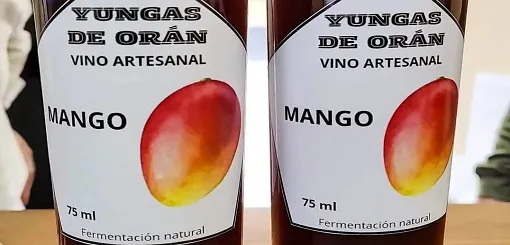 YUNGAS
DE ORÁN
VINO ARTESANAL
MANGO
75 ml
Fermentación natural
YUNGAS
DE ORÁN
VINO ARTESANAL
MANGO
75 ml
Fermentación natural